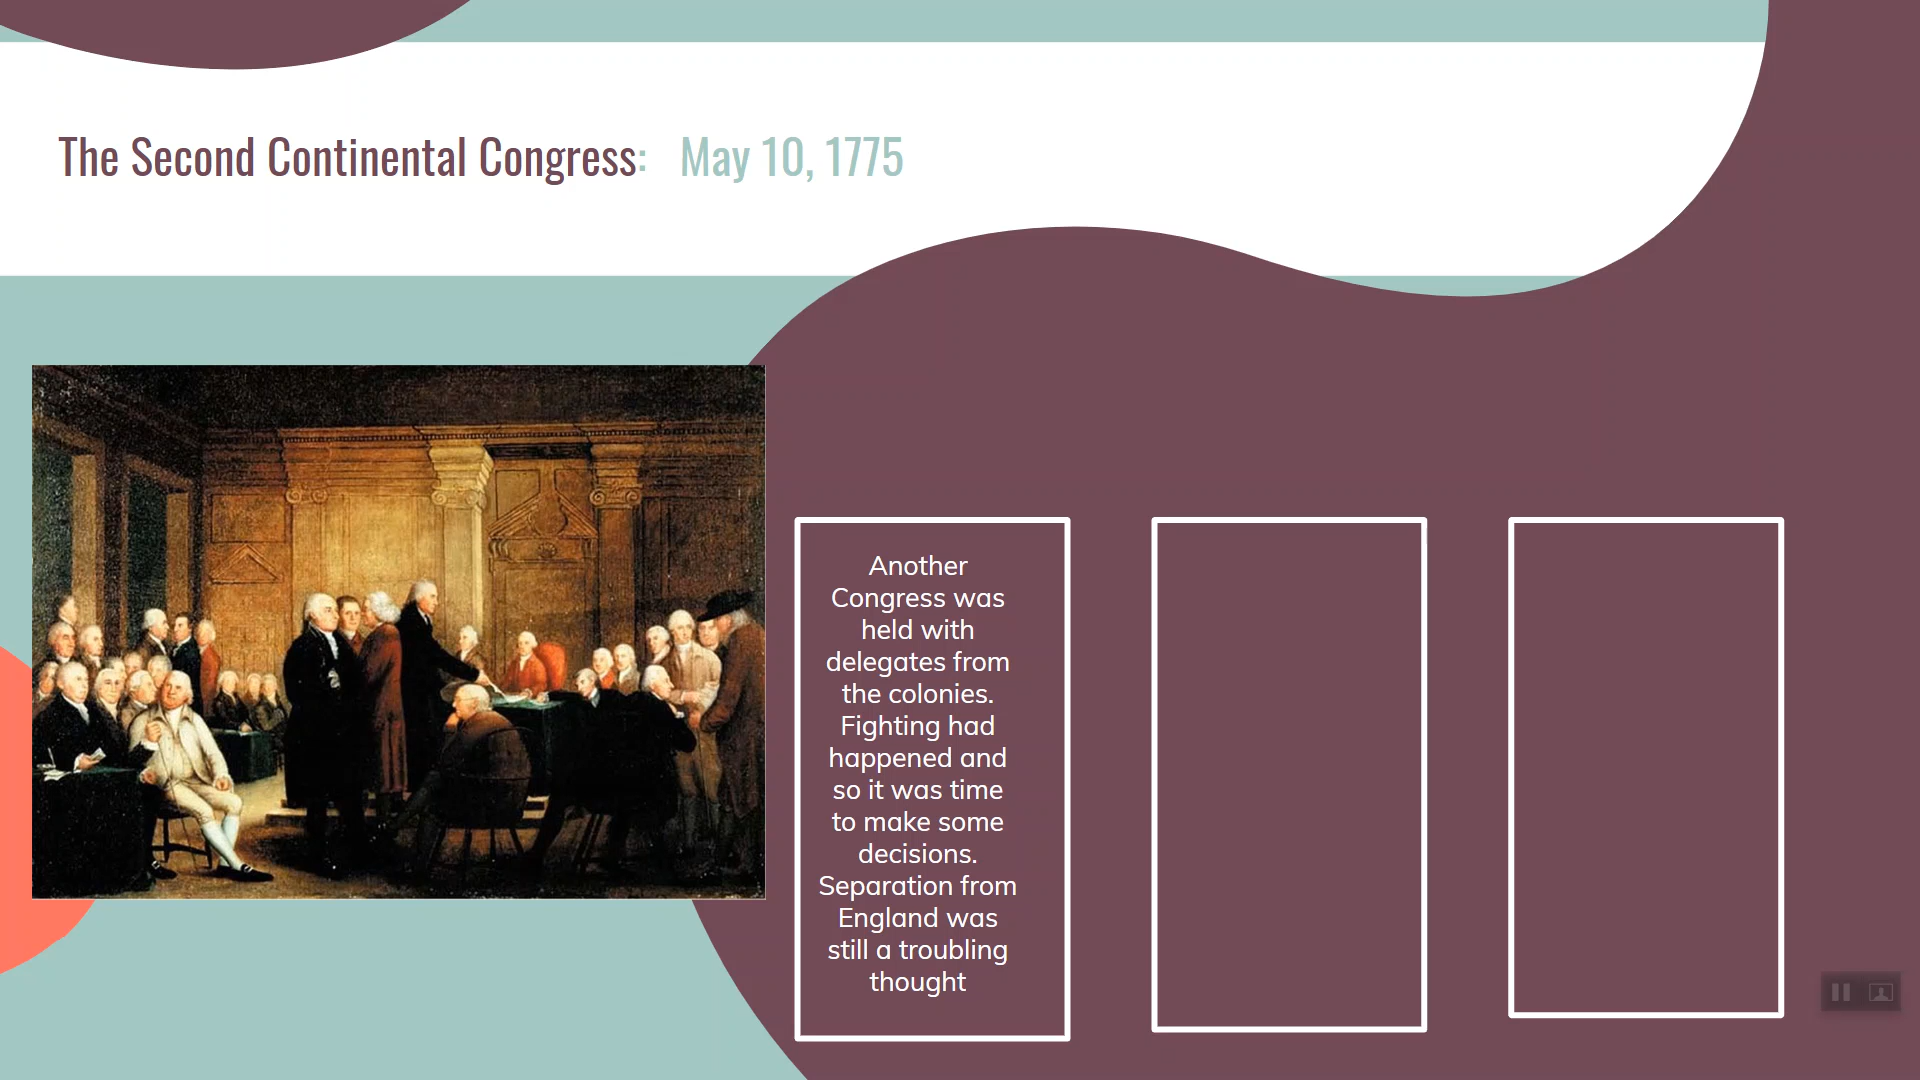 The Second Continental Congress: May 10, 1775
Another
Congress was
held with
delegates from
the colonies.
Fighting had
happened and
so it was time
to make some
decisions.
Separation from
England was
still a troubling
thought